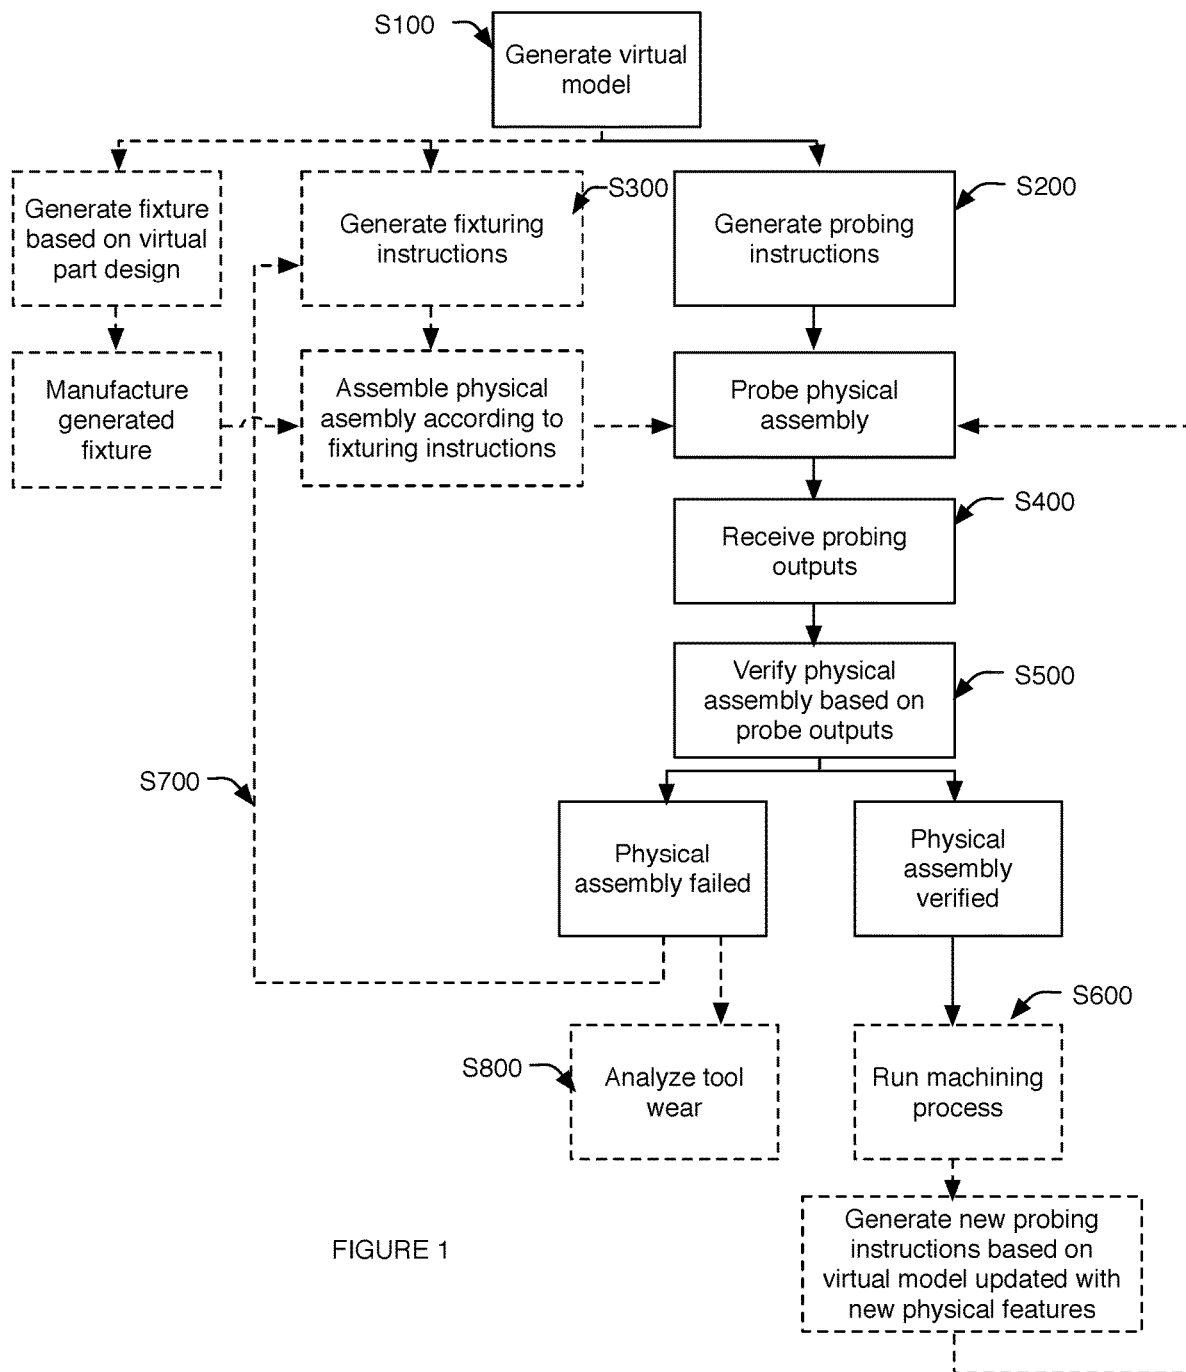 S100
Generate virtual
model
Generate fixture
based on virtual
part design
Generate fixturing
instructions
S300
Generate probing
instructions
S200
Manufacture
generated
fixture
Assemble physical
asembly according to
fixturing instructions
Probe physical
assembly
Receive probing
outputs
S400
Verify physical
assembly based on
probe outputs
S500
S700
Physical
assembly failed
Physical
assembly
verified
S800
Analyze tool
wear
Run machining
process
S600
Generate new probing
instructions based on
virtual model updated with
new physical features
FIGURE 1